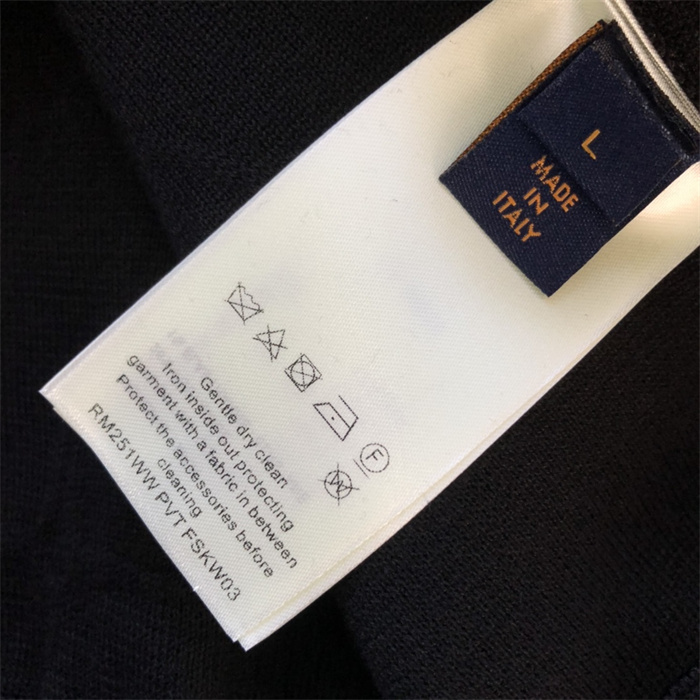 L
MADE
IN
ITALY
F
W
Gentle dry clean
Iron inside out protecting
garment with a fabric in between
Protect the accessories before
cleaning
RM251WW PVT FSKW03